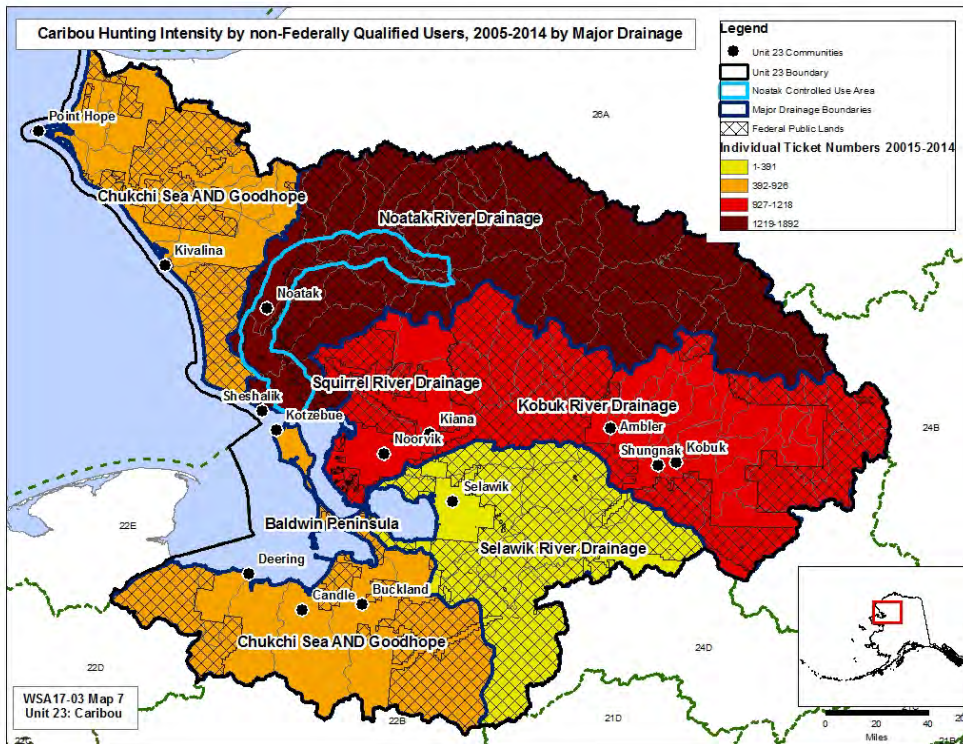 Caribou Hunting Intensity by non-Federally Qualified Users, 2005-2014 by Major Drainage
Legend
Unit 23 Communities
Unit 23 Boundary
Noatak Controlled Use Area
Major Drainage Boundaries
Federal Public Lands
Individual Ticket Numbers 20015-2014
1-391
392-926
927-1218
1219-1892
Point Hope
26A
Chukchi Sea AND Goodhope
Noatak River Drainage
Kivalina
Noatak
Squirrel River Drainage
Sheshalik
Kotzebue
Kiana
Kobuk River Drainage
Ambler
24B
Noorvik
Shungnak
Kobuk
Selawik
22E
Baldwin Peninsula
Selawik River Drainage
Deering
Candle
Buckland
Chukchi Sea AND Goodhope
24D
22D
WSA17-03 Map 7
Unit 23: Caribou
22B
21D
0 20 40
Miles